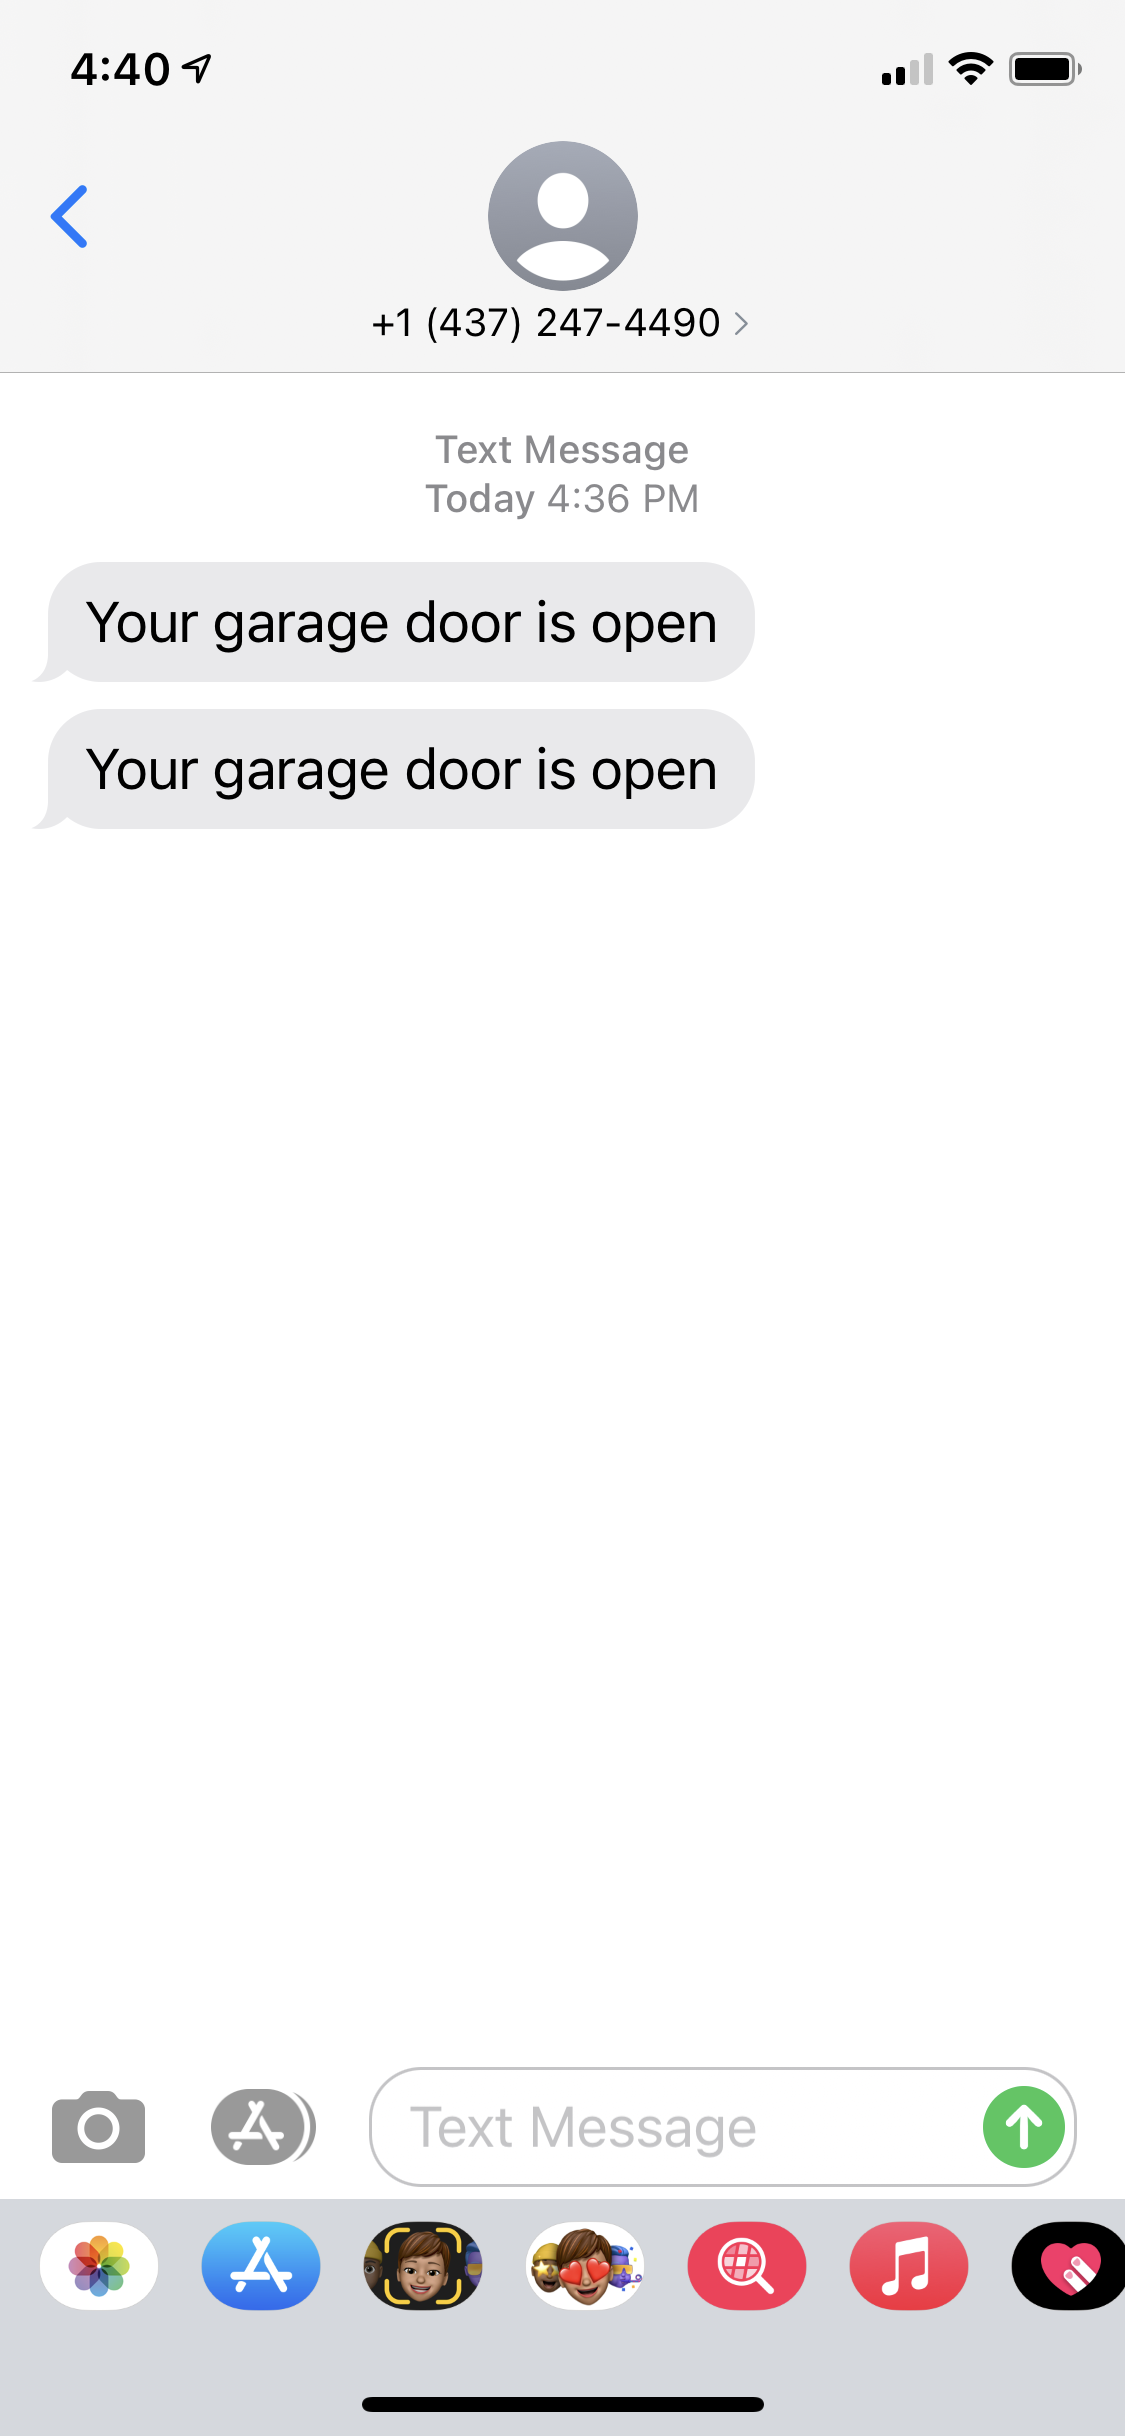 4:40
+1 (437) 247-4490
Text Message
Today 4:36 PM
Your garage door is open
Your garage door is open
Text Message